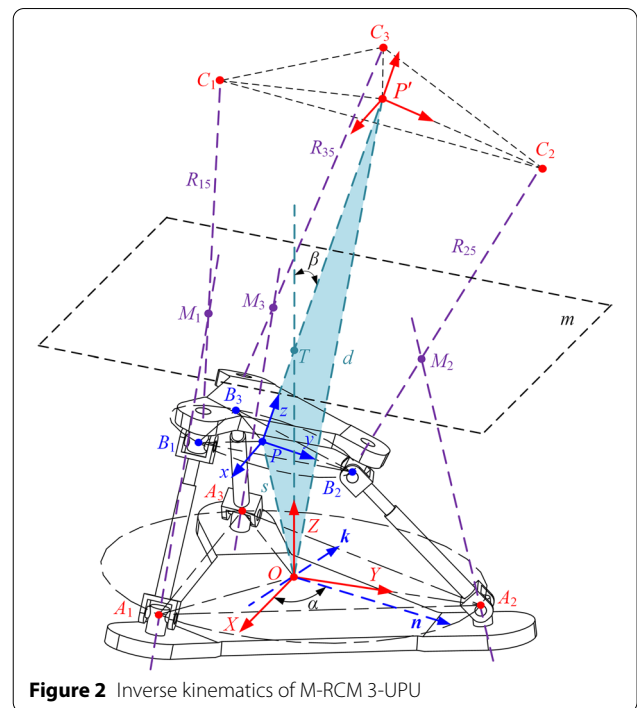 C3
C1
P′
C2
R35
R15
R25
β
M1
M3
m
T
d
M2
B3
z
B1
P
y
x
B2
s
A3
Z
k
O
Y
A1
α
A2
X
n
Figure 2 Inverse kinematics of M-RCM 3-UPU